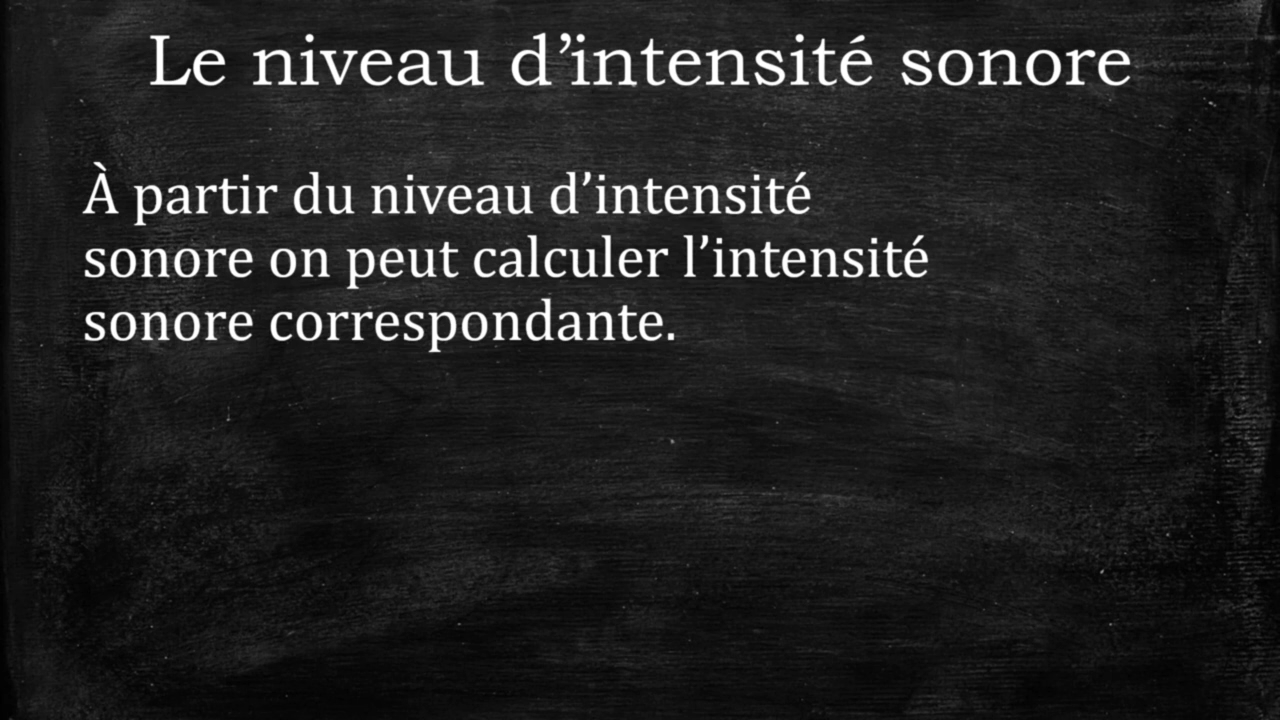 Le niveau d’intensité sonore
À partir du niveau d’intensité
sonore on peut calculer l’intensité
sonore correspondante.